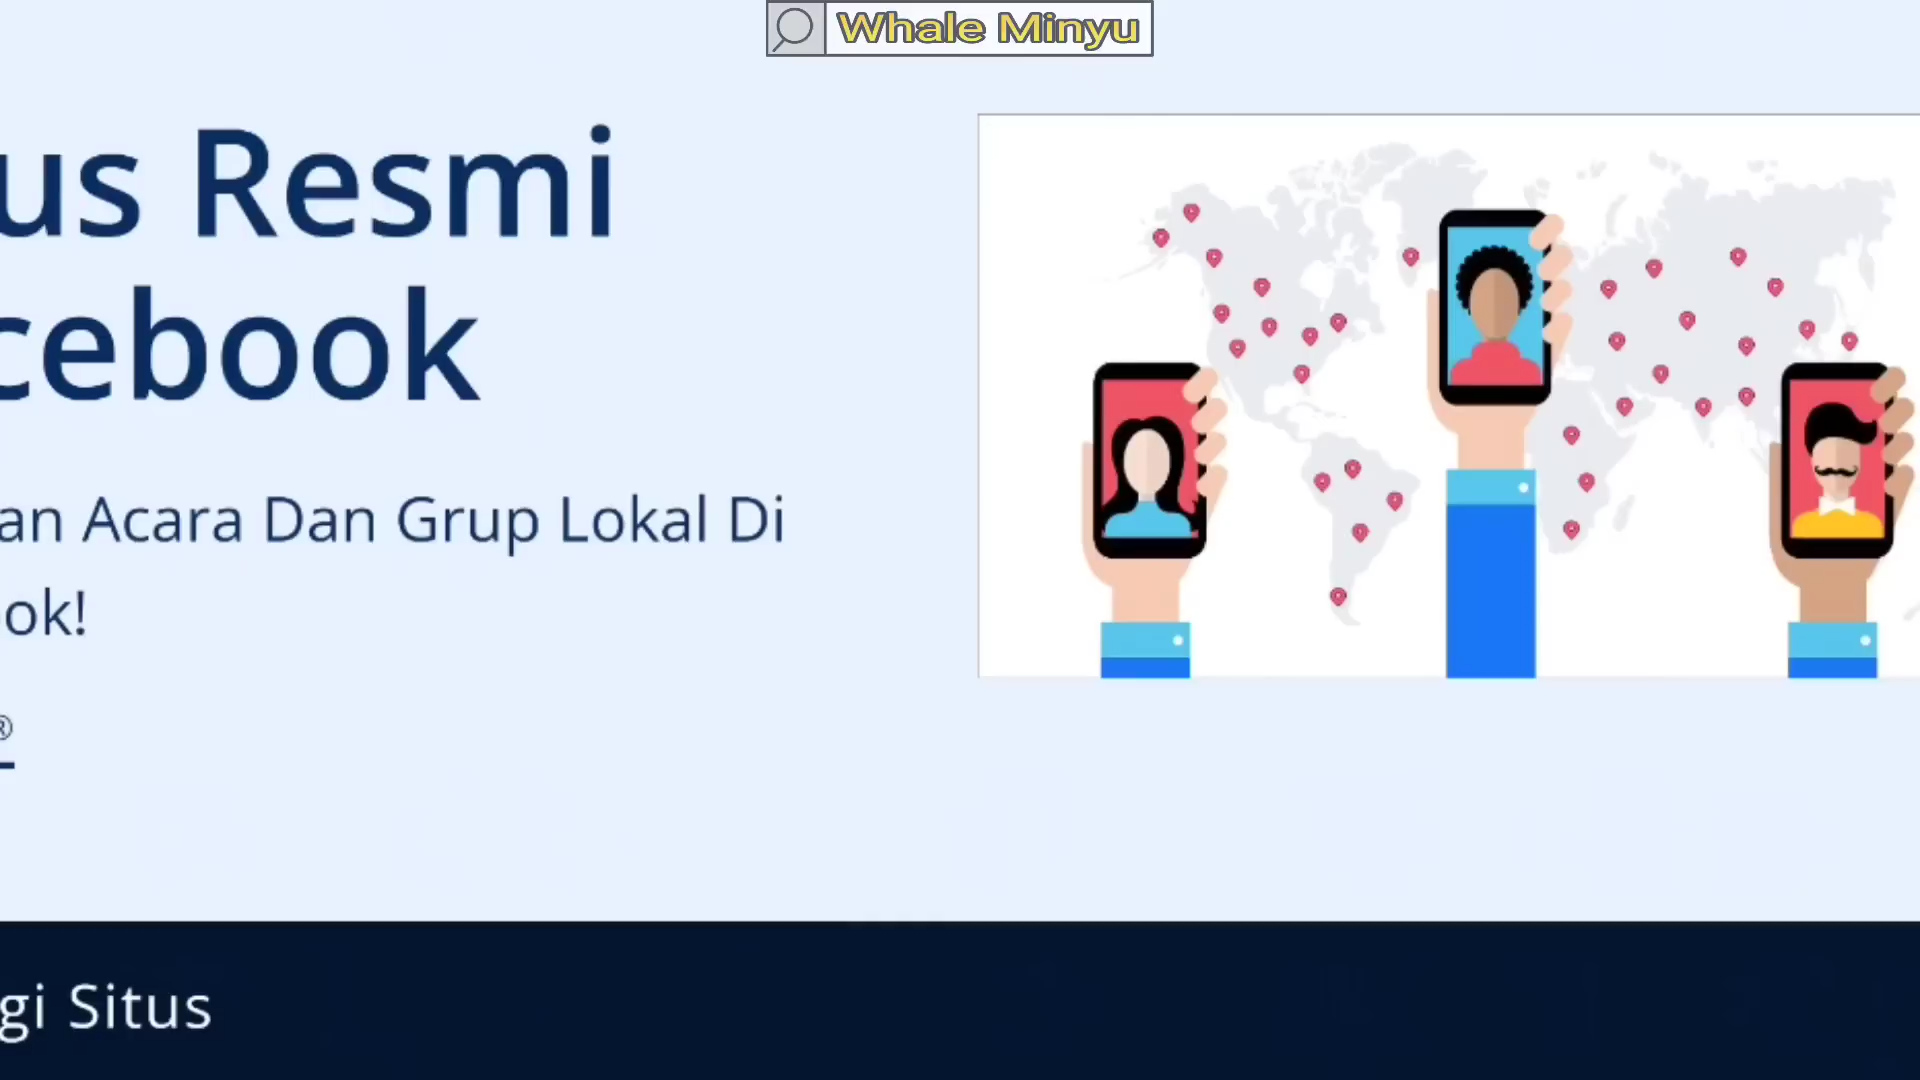 Whale Minyu
us Resmi
cebook
an Acara Dan Grup Lokal Di
ok!
®
gi Situs